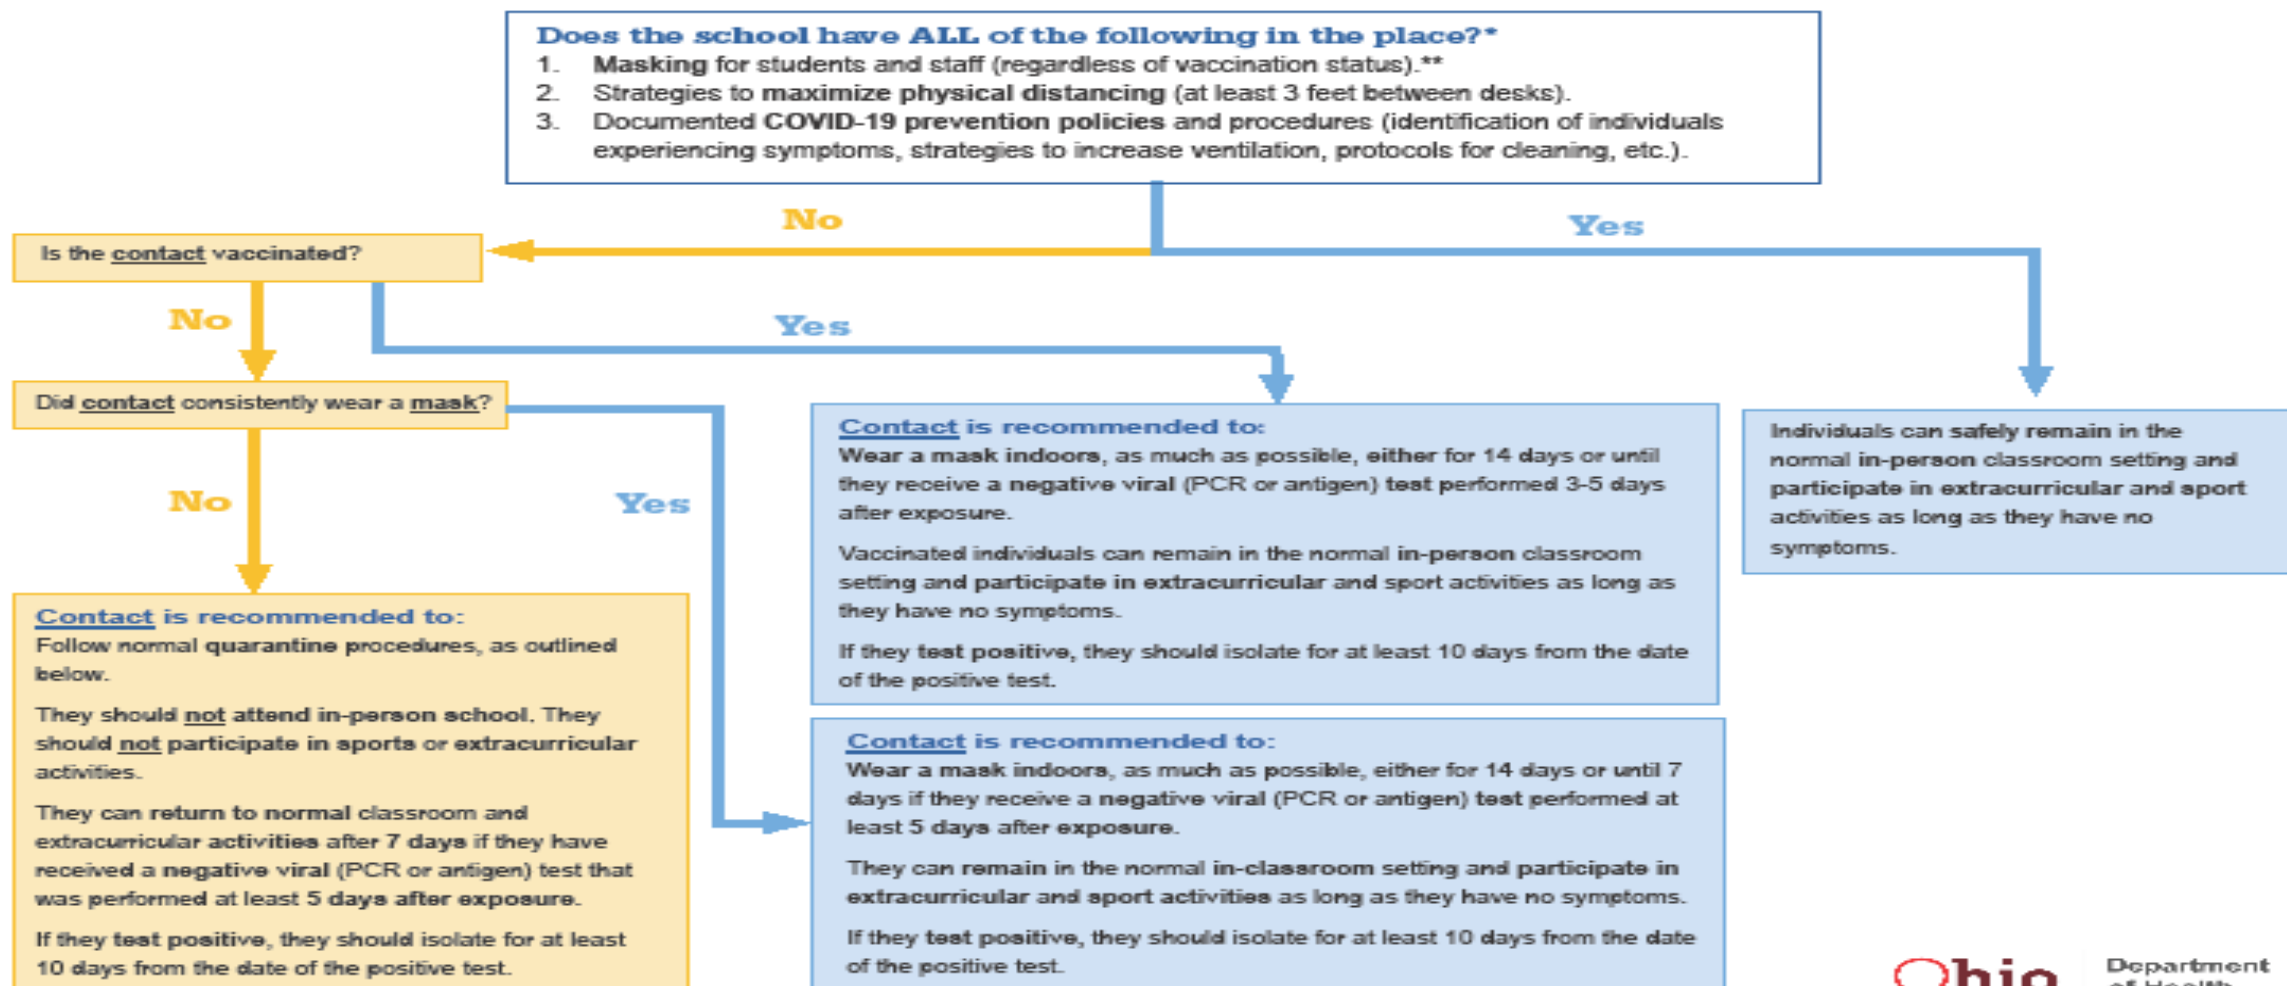 Does the school have ALL of the following in the place?*
1. Masking for students and staff (regardless of vaccination status).**
2. Strategies to maximize physical distancing (at least 3 feet between desks).
3. Documented COVID-19 prevention policies and procedures (identification of individuals
experiencing symptoms, strategies to increase ventilation, protocols for cleaning, etc.).
No
Yes
Is the contact vaccinated?
No
Yes
Did contact consistently wear a mask?
No
Yes
Contact is recommended to:
Wear a mask indoors, as much as possible, either for 14 days or until
they receive a negative viral (PCR or antigen) test performed 3-5 days
after exposure.
Vaccinated individuals can remain in the normal in-person classroom
setting and participate in extracurricular and sport activities as long as
they have no symptoms.
If they test positive, they should isolate for at least 10 days from the date
of the positive test.
Individuals can safely remain in the
normal in-person classroom setting and
participate in extracurricular and sport
activities as long as they have no
symptoms.
Contact is recommended to:
Follow normal quarantine procedures, as outlined
below.
They should not attend in-person school. They
should not participate in sports or extracurricular
activities.
They can return to normal classroom and
extracurricular activities after 7 days if they have
received a negative viral (PCR or antigen) test that
was performed at least 5 days after exposure.
If they test positive, they should isolate for at least
10 days from the date of the positive test.
Contact is recommended to:
Wear a mask indoors, as much as possible, either for 14 days or until 7
days if they receive a negative viral (PCR or antigen) test performed at
least 5 days after exposure.
They can remain in the normal in-classroom setting and participate in
extracurricular and sport activities as long as they have no symptoms.
If they test positive, they should isolate for at least 10 days from the date
of the positive test.
Ohio
Department
of Health